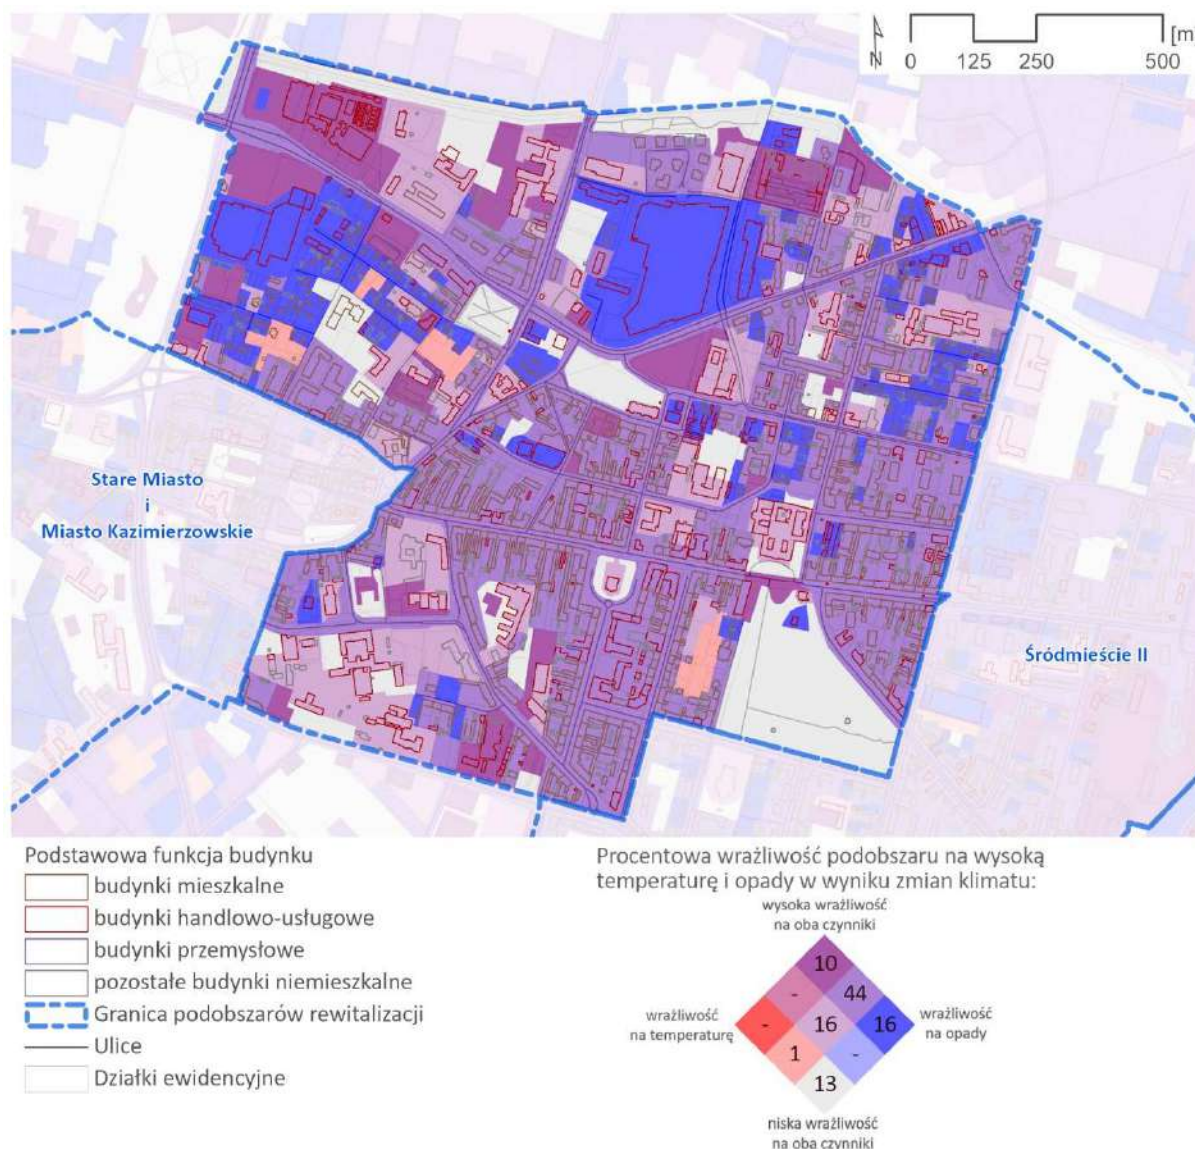 [m
0 125 250 500
N
Stare Miasto
i
Miasto Kazimierzowskie
Śródmieście II
Podstawowa funkcja budynku
budynki mieszkalne
budynki handlowo-usługowe
budynki przemysłowe
pozostałe budynki niemieszkalne
Granica podobszarów rewitalizacji
Ulice
Działki ewidencyjne
Procentowa wrażliwość podobszaru na wysoką
temperaturę i opady w wyniku zmian klimatu:
wysoka wrażliwość
na oba czynniki
10
- 44
wrażliwość
na temperaturę
- 16 16
wrażliwość
na opady
1 -
13
niska wrażliwość
na oba czynniki